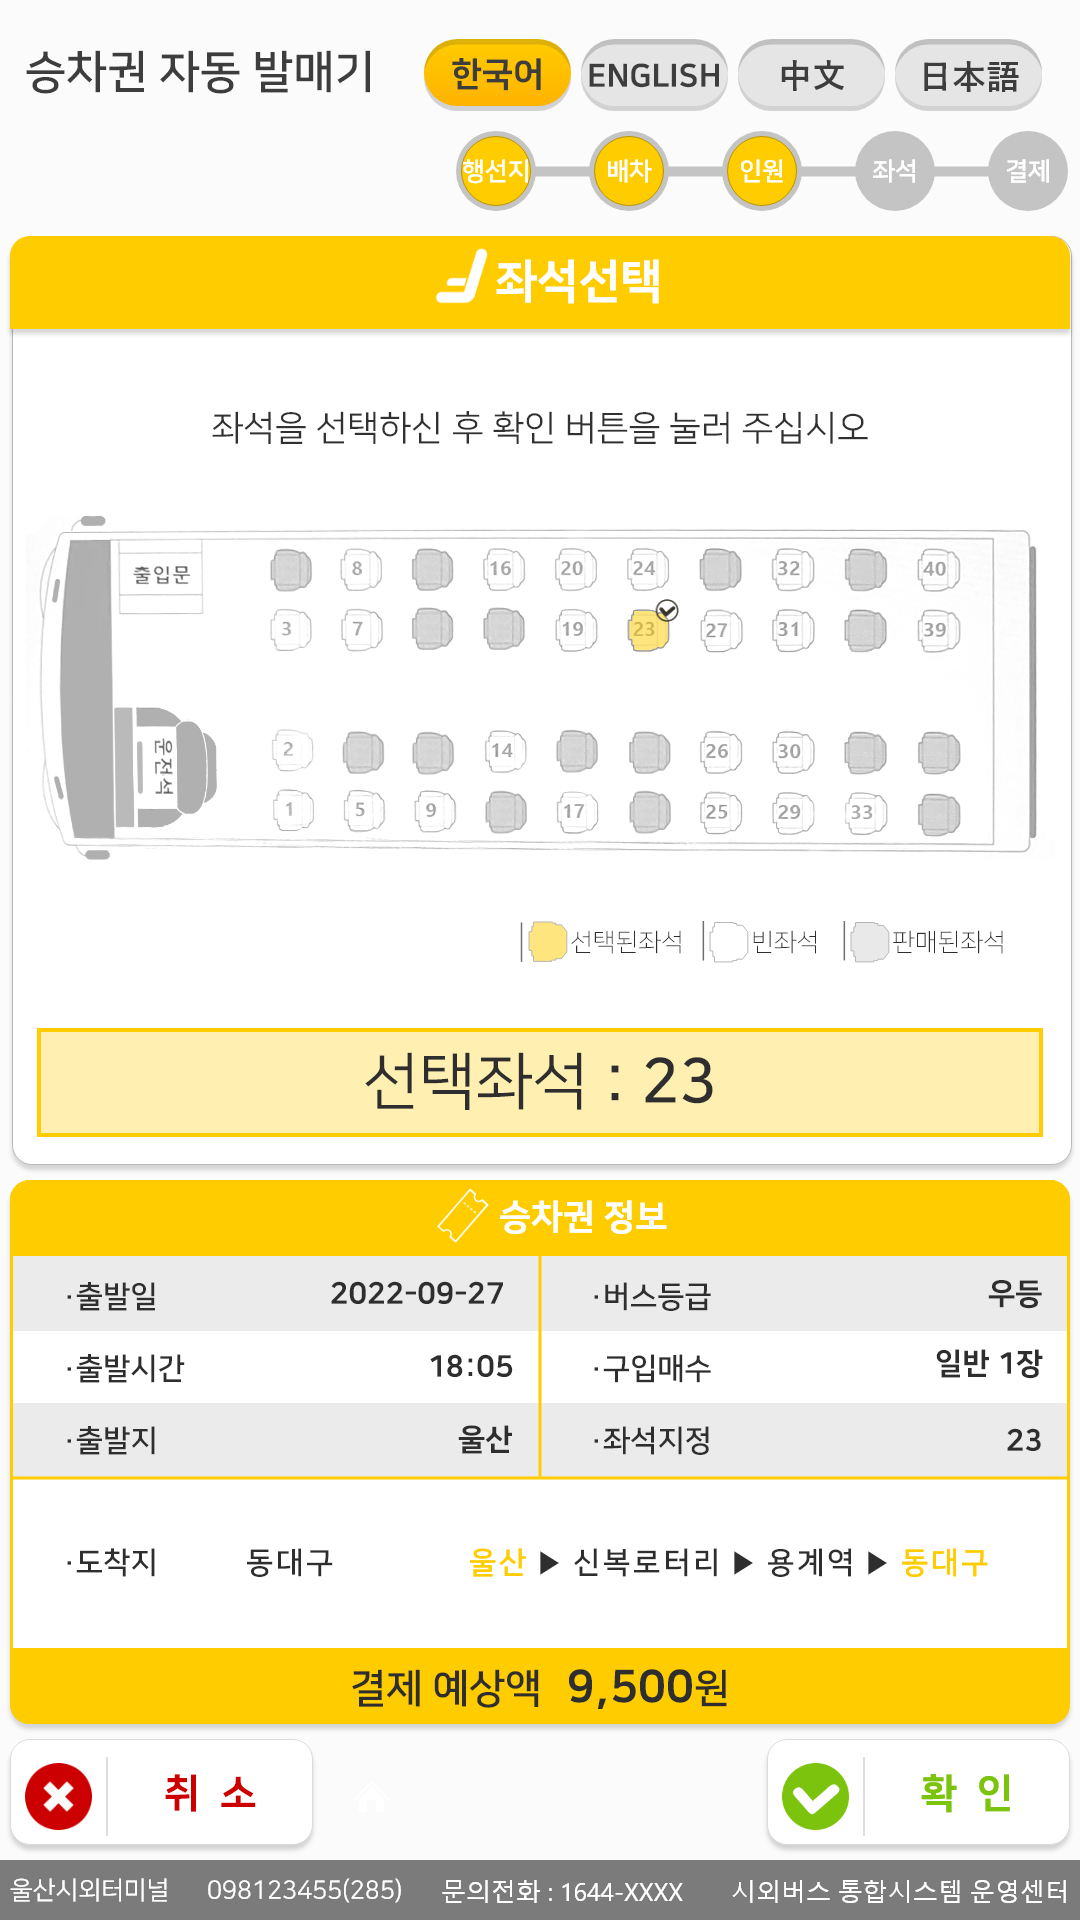 승차권 자동 발매기
한국어 ENGLISH 中文 日本語
행선지 배차 인원 좌석 결제
좌석선택
좌석을 선택하신 후 확인 버튼을 눌러 주십시오
출입문 8 16 20 24 32 40
3 7 19 23 27 31 39
운전석
2 14 26 30
1 5 9 17 25 29 33
선택된좌석 빈좌석 판매된좌석
선택좌석 : 23
승차권 정보
·출발일 2022-09-27 ·버스등급 우등
·출발시간 18:05 ·구입매수 일반 1장
·출발지 울산 ·좌석지정 23
·도착지 동대구 울산 ▶ 신복로터리 ▶ 용계역 ▶ 동대구
결제 예상액 9,500원
취 소 확 인
울산시외터미널 098123455(285) 문의전화 : 1644-XXXX 시외버스 통합시스템 운영센터